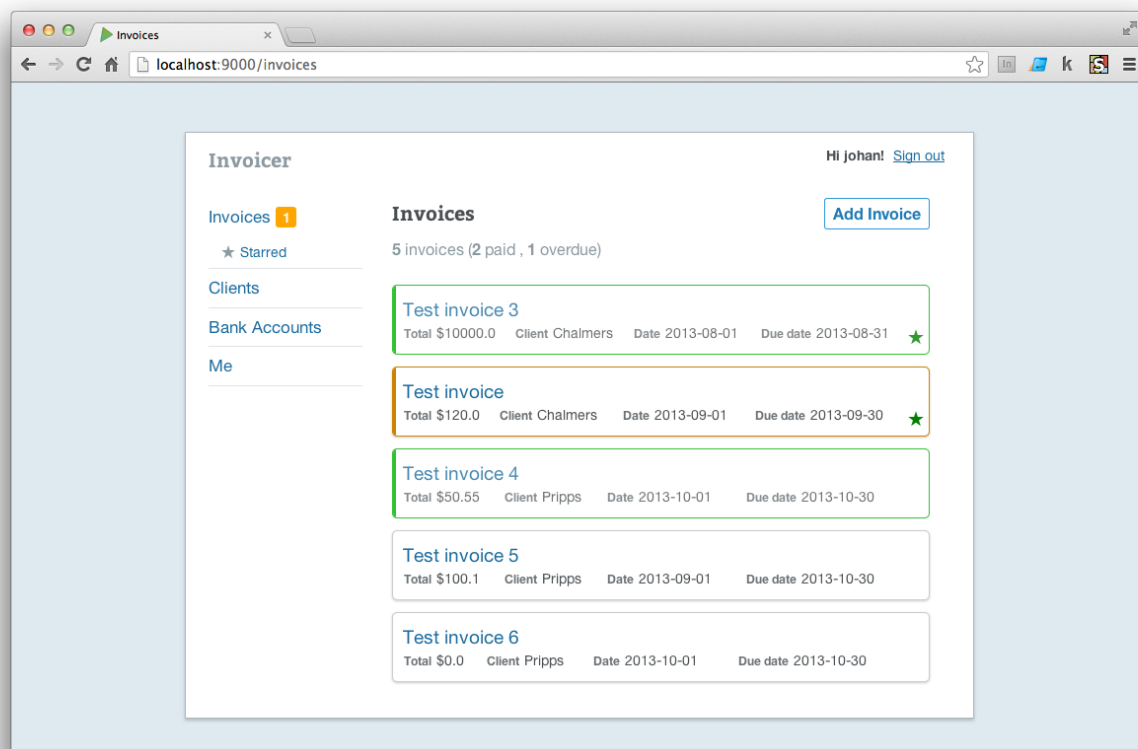 Invoices
localhost:9000/invoices
Invoicer
Hi johan! Sign out
Invoices 1
★ Starred
Clients
Bank Accounts
Me
Invoices
Add Invoice
5 invoices (2 paid , 1 overdue)
Test invoice 3
Total $10000.0 Client Chalmers Date 2013-08-01 Due date 2013-08-31 ★
Test invoice
Total $120.0 Client Chalmers Date 2013-09-01 Due date 2013-09-30 ★
Test invoice 4
Total $50.55 Client Pripps Date 2013-10-01 Due date 2013-10-30
Test invoice 5
Total $100.1 Client Pripps Date 2013-09-01 Due date 2013-10-30
Test invoice 6
Total $0.0 Client Pripps Date 2013-10-01 Due date 2013-10-30